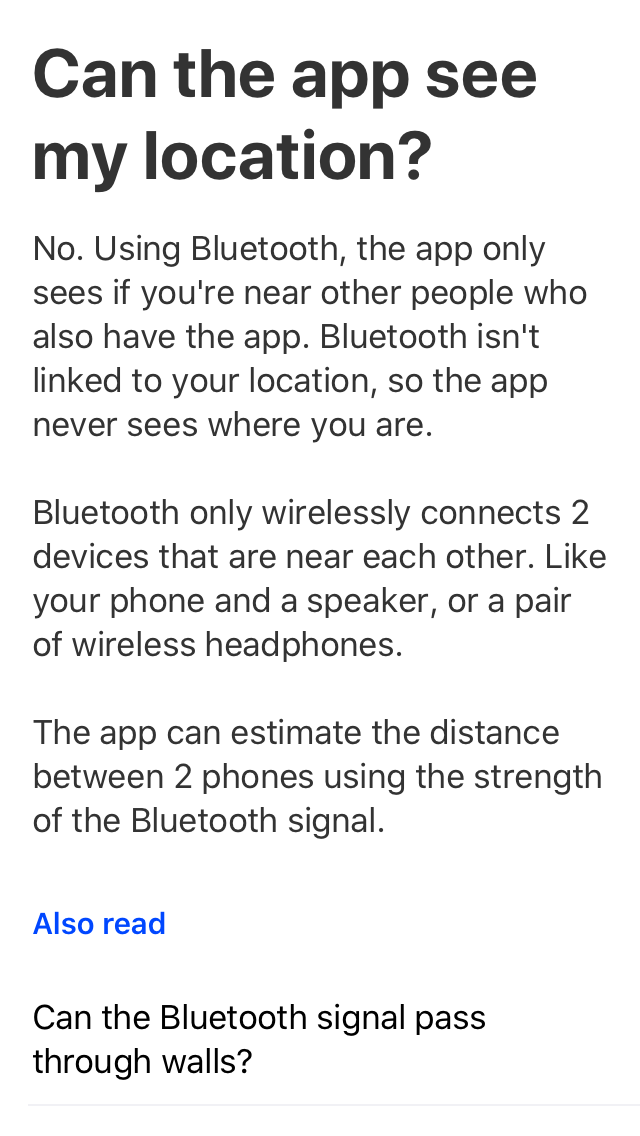 Can the app see
my location?
No. Using Bluetooth, the app only
sees if you're near other people who
also have the app. Bluetooth isn't
linked to your location, so the app
never sees where you are.
Bluetooth only wirelessly connects 2
devices that are near each other. Like
your phone and a speaker, or a pair
of wireless headphones.
The app can estimate the distance
between 2 phones using the strength
of the Bluetooth signal.
Also read
Can the Bluetooth signal pass
through walls?